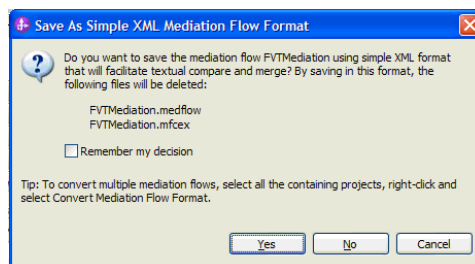 Save As Simple XML Mediation Flow Format
Do you want to save the mediation flow FVTMediation using simple XML format
that will facilitate textual compare and merge? By saving in this format, the
following files will be deleted:
FVTMediation.medflow
FVTMediation.mfcex
Remember my decision
Tip: To convert multiple mediation flows, select all the containing projects, right-click and
select Convert Mediation Flow Format.
Yes
No
Cancel